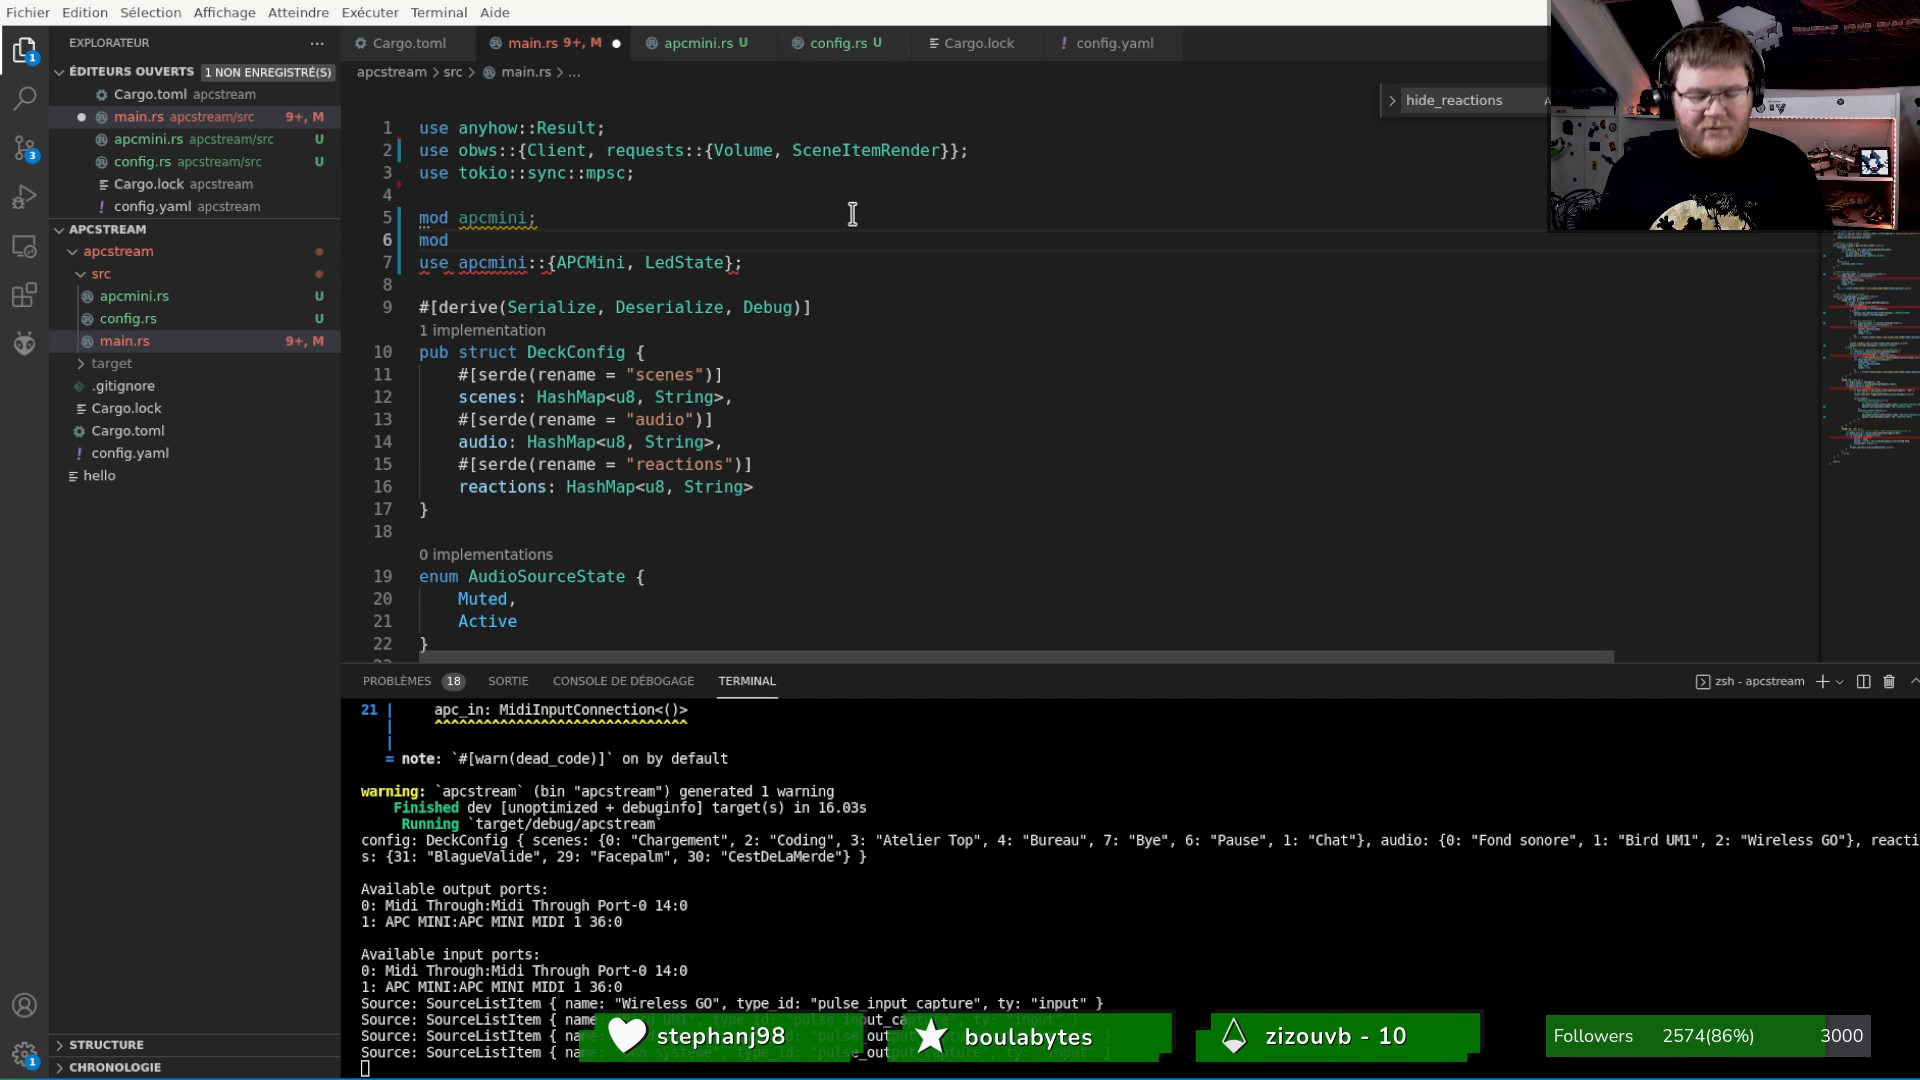 Fichier Edition Sélection Affichage Atteindre Exécuter Terminal Aide
EXPLORATEUR
ÉDITEURS OUVERTS 1 NON ENREGISTRÉ(S)
Cargo.toml apcstream
main.rs apcstream/src 9+, M
apcmini.rs apcstream/src U
config.rs apcstream/src U
Cargo.lock apcstream
config.yaml apcstream
APCSTREAM
apcstream
src
apcmini.rs U
config.rs U
main.rs 9+, M
target
.gitignore
Cargo.lock
Cargo.toml
config.yaml
hello
STRUCTURE
CHRONOLOGIE
1
3
1
Cargo.toml main.rs 9+, M apcmini.rs U config.rs U Cargo.lock config.yaml
apcstream > src > main.rs > ...
hide_reactions
1 use anyhow::Result;
2 use obws::{Client, requests::{Volume, SceneItemRender}};
3 use tokio::sync::mpsc;
4
5 mod apcmini;
6 mod
7 use apcmini::{APCMini, LedState};
8
9 #[derive(Serialize, Deserialize, Debug)]
1 implementation
10 pub struct DeckConfig {
11 #[serde(rename = "scenes")]
12 scenes: HashMap<u8, String>,
13 #[serde(rename = "audio")]
14 audio: HashMap<u8, String>,
15 #[serde(rename = "reactions")]
16 reactions: HashMap<u8, String>
17 }
18
0 implementations
19 enum AudioSourceState {
20 Muted,
21 Active
22 }
PROBLÈMES 18 SORTIE CONSOLE DE DÉBOGAGE TERMINAL
zsh - apcstream
21 | apc_in: MidiInputConnection<()>
|     ^^^^^^^^^^^^^^^^^^^^^^^^^^^^^^^
|
= note: `#[warn(dead_code)]` on by default
warning: `apcstream` (bin "apcstream") generated 1 warning
Finished dev [unoptimized + debuginfo] target(s) in 16.03s
Running `target/debug/apcstream`
config: DeckConfig { scenes: {0: "Chargement", 2: "Coding", 3: "Atelier Top", 4: "Bureau", 7: "Bye", 6: "Pause", 1: "Chat"}, audio: {0: "Fond sonore", 1: "Bird UM1", 2: "Wireless GO"}, reacti
s: {31: "BlagueValide", 29: "Facepalm", 30: "CestDeLaMerde"} }
Available output ports:
0: Midi Through:Midi Through Port-0 14:0
1: APC MINI:APC MINI MIDI 1 36:0
Available input ports:
0: Midi Through:Midi Through Port-0 14:0
1: APC MINI:APC MINI MIDI 1 36:0
Source: SourceListItem { name: "Wireless GO", type_id: "pulse_input_capture", ty: "input" }
Source: SourceListItem { name
Source: SourceListItem { na
Source: SourceListItem { na
stephanj98
boulabytes
zizouvb - 10
Followers 2574(86%) 3000